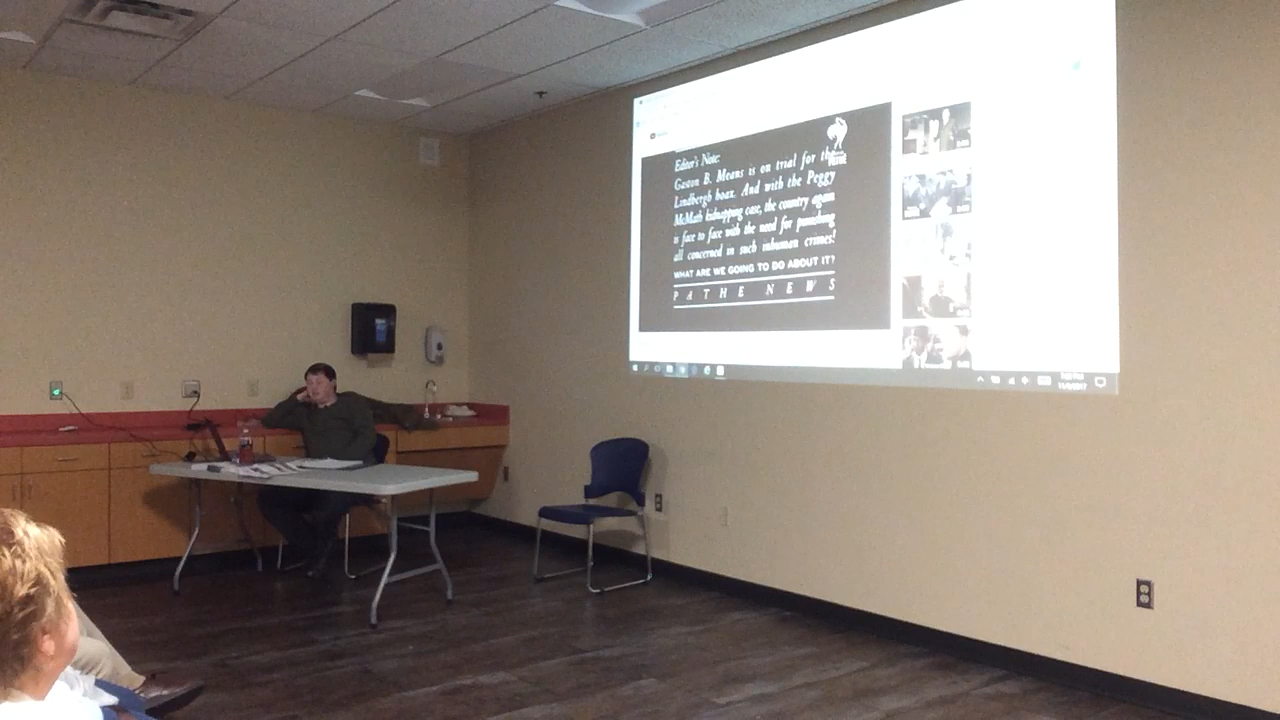 Editor's Note:
Gaston B. Means is on trial for the
Lindbergh hoax. And with the Peggy
McMath kidnapping case, the country again
is face to face with the need for punishing
all concerned in such inhuman crimes!
WHAT ARE WE GOING TO DO ABOUT IT?
PATHE NEWS